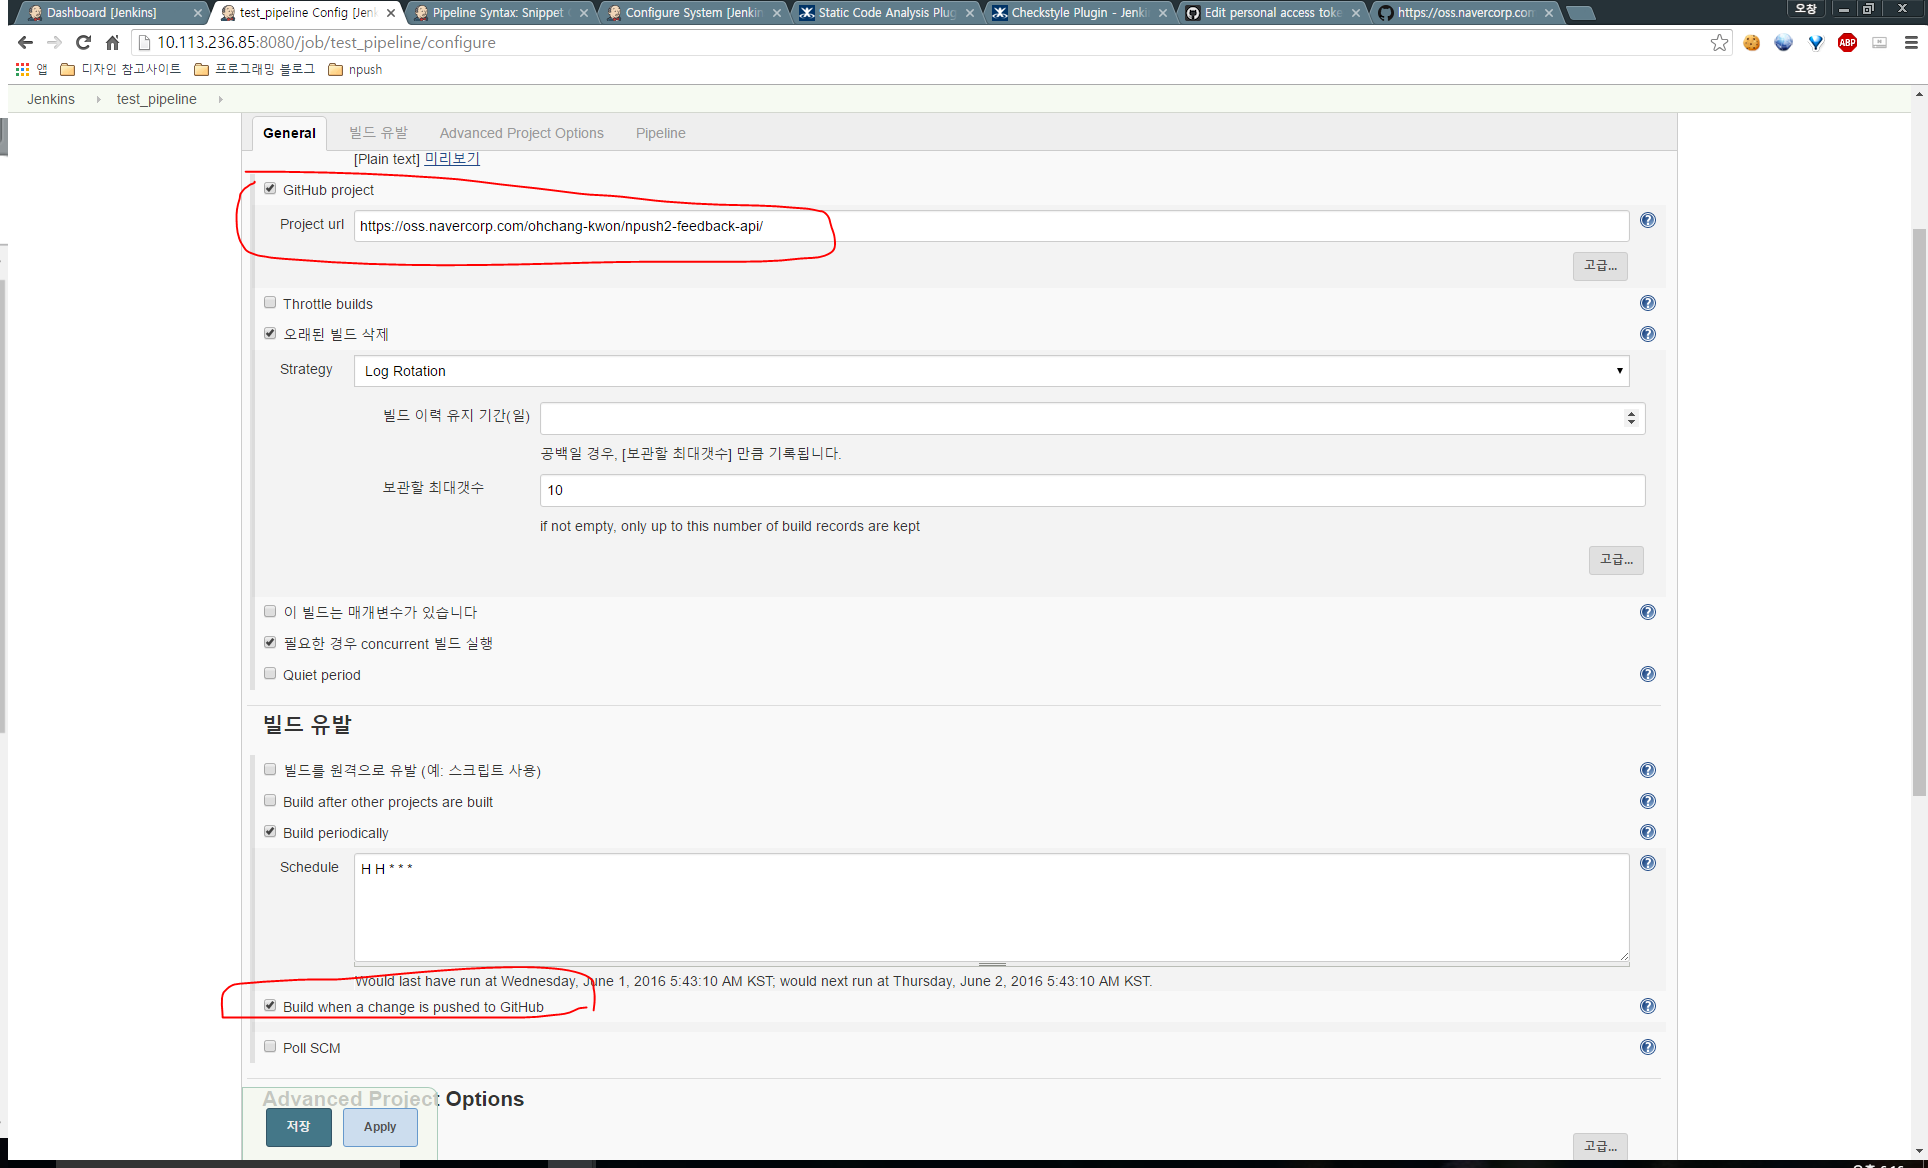 Dashboard [Jenkins]
test_pipeline Config [Jenk
Pipeline Syntax: Snippet
Configure System [Jenkin
Static Code Analysis Plug
Checkstyle Plugin - Jenki
Edit personal access toke
https://oss.navercorp.com
오창
10.113.236.85:8080/job/test_pipeline/configure
ABP
앱
디자인 참고사이트
프로그래밍 블로그
npush
Jenkins
test_pipeline
General
빌드 유발
Advanced Project Options
Pipeline
[Plain text] 미리보기
GitHub project
Project url
https://oss.navercorp.com/ohchang-kwon/npush2-feedback-api/
고급...
Throttle builds
오래된 빌드 삭제
Strategy
Log Rotation
빌드 이력 유지 기간(일)
공백일 경우, [보관할 최대갯수] 만큼 기록됩니다.
보관할 최대갯수
10
if not empty, only up to this number of build records are kept
고급...
이 빌드는 매개변수가 있습니다
필요한 경우 concurrent 빌드 실행
Quiet period
빌드 유발
빌드를 원격으로 유발 (예: 스크립트 사용)
Build after other projects are built
Build periodically
Schedule
H H * * *
Would last have run at Wednesday, June 1, 2016 5:43:10 AM KST; would next run at Thursday, June 2, 2016 5:43:10 AM KST.
Build when a change is pushed to GitHub
Poll SCM
Advanced Project Options
저장
Apply
고급...